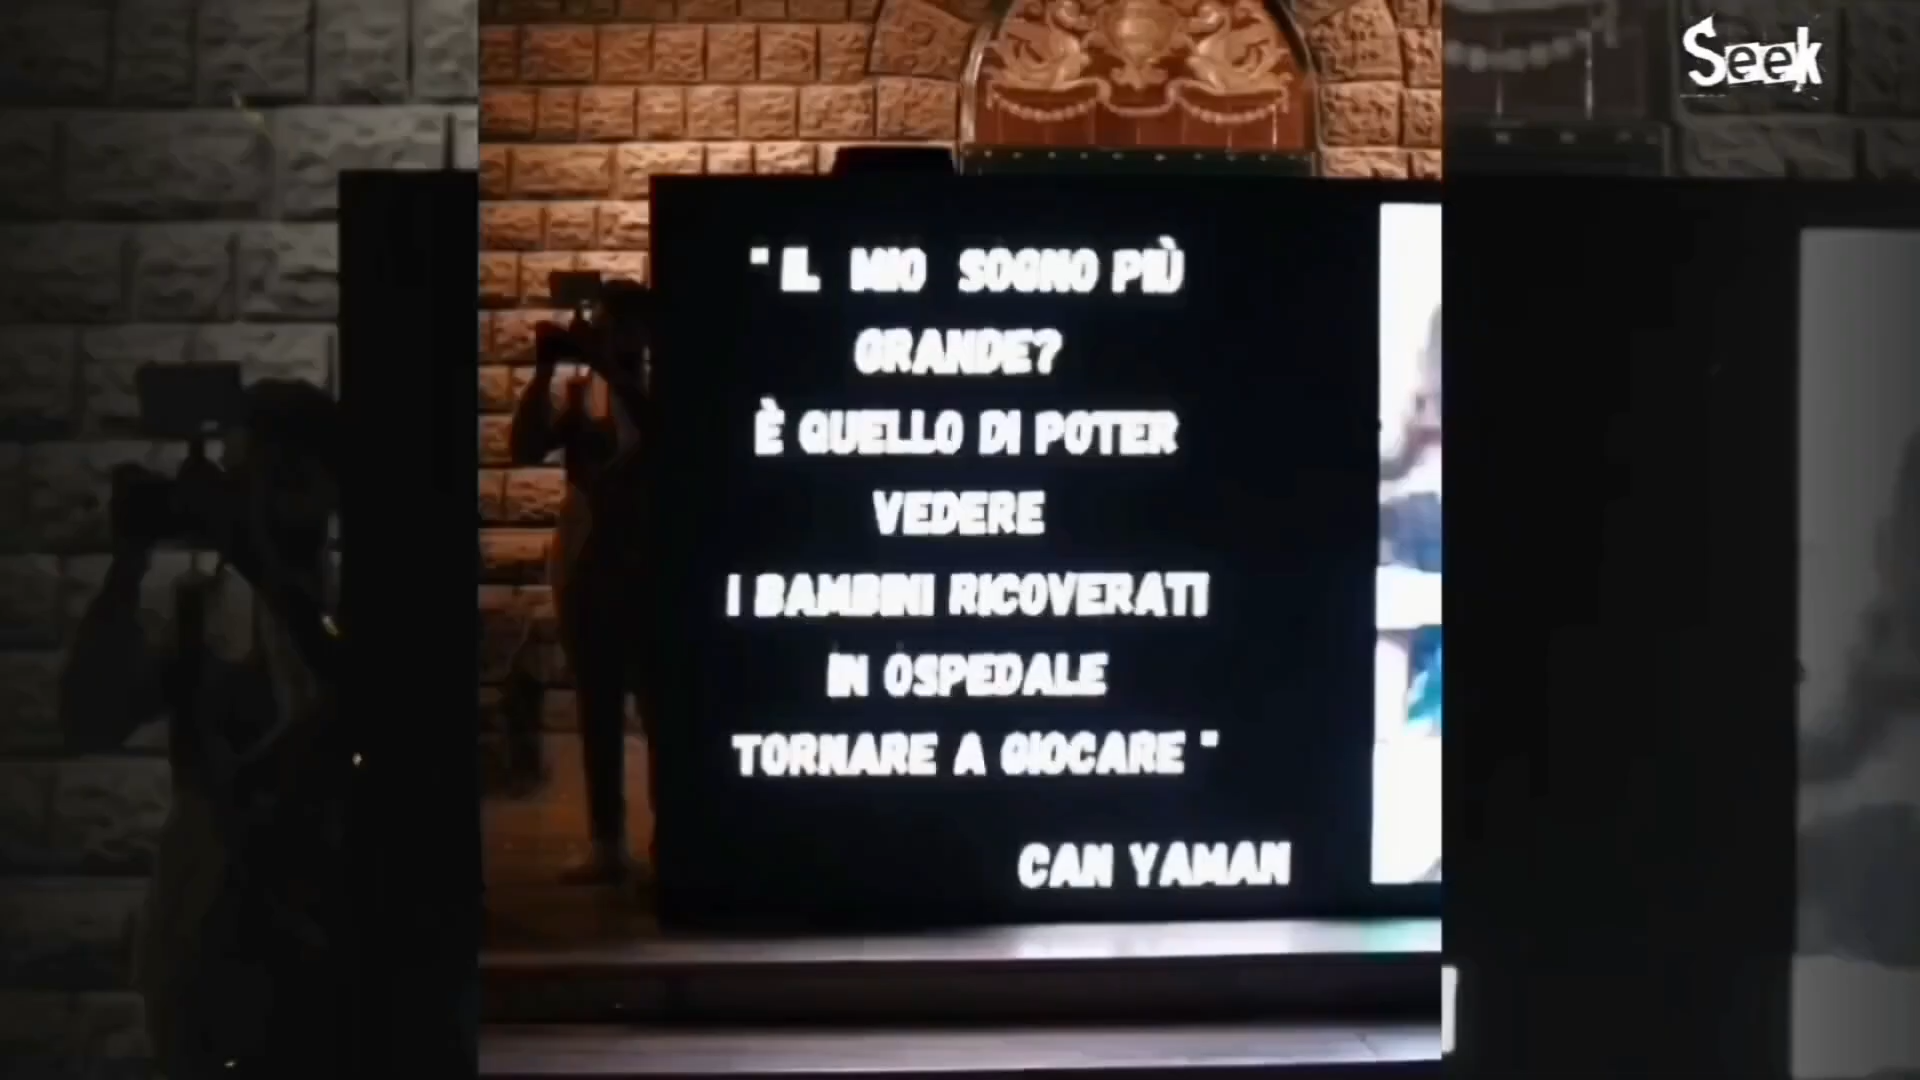 Seek
" IL MIO SOGNO PIÙ
GRANDE?
È QUELLO DI POTER
VEDERE
I BAMBINI RICOVERATI
IN OSPEDALE
TORNARE A GIOCARE "
CAN YAMAN